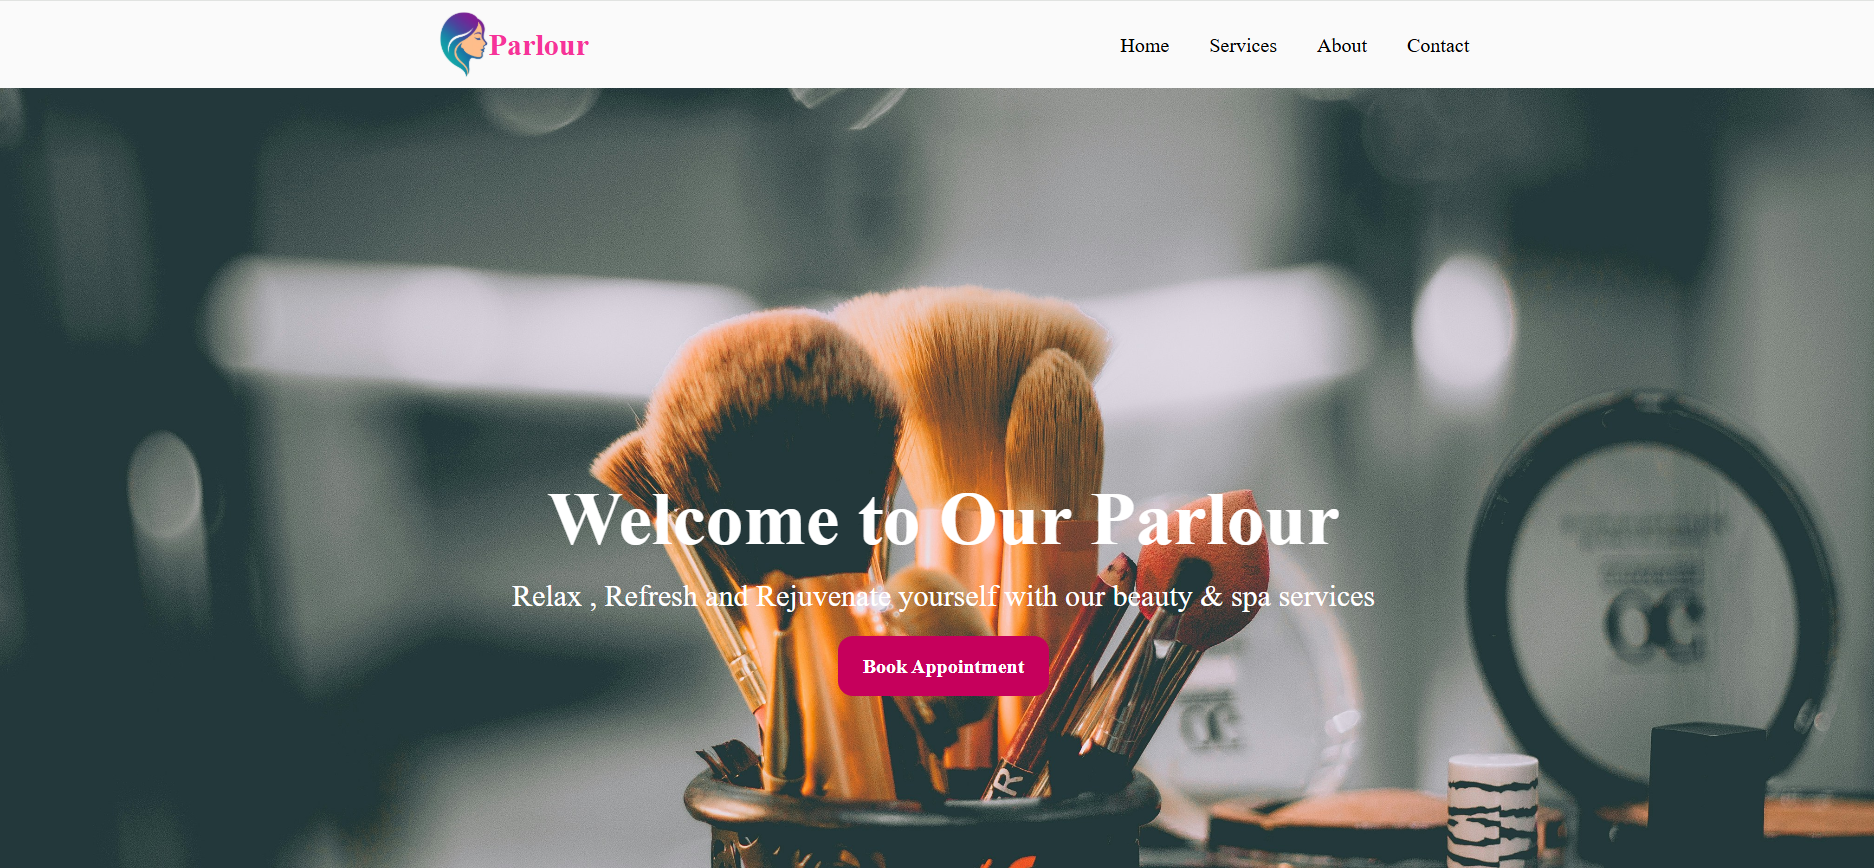 Parlour
Home Services About Contact
Welcome to Our Parlour
Relax , Refresh and Rejuvenate yourself with our beauty & spa services
Book Appointment